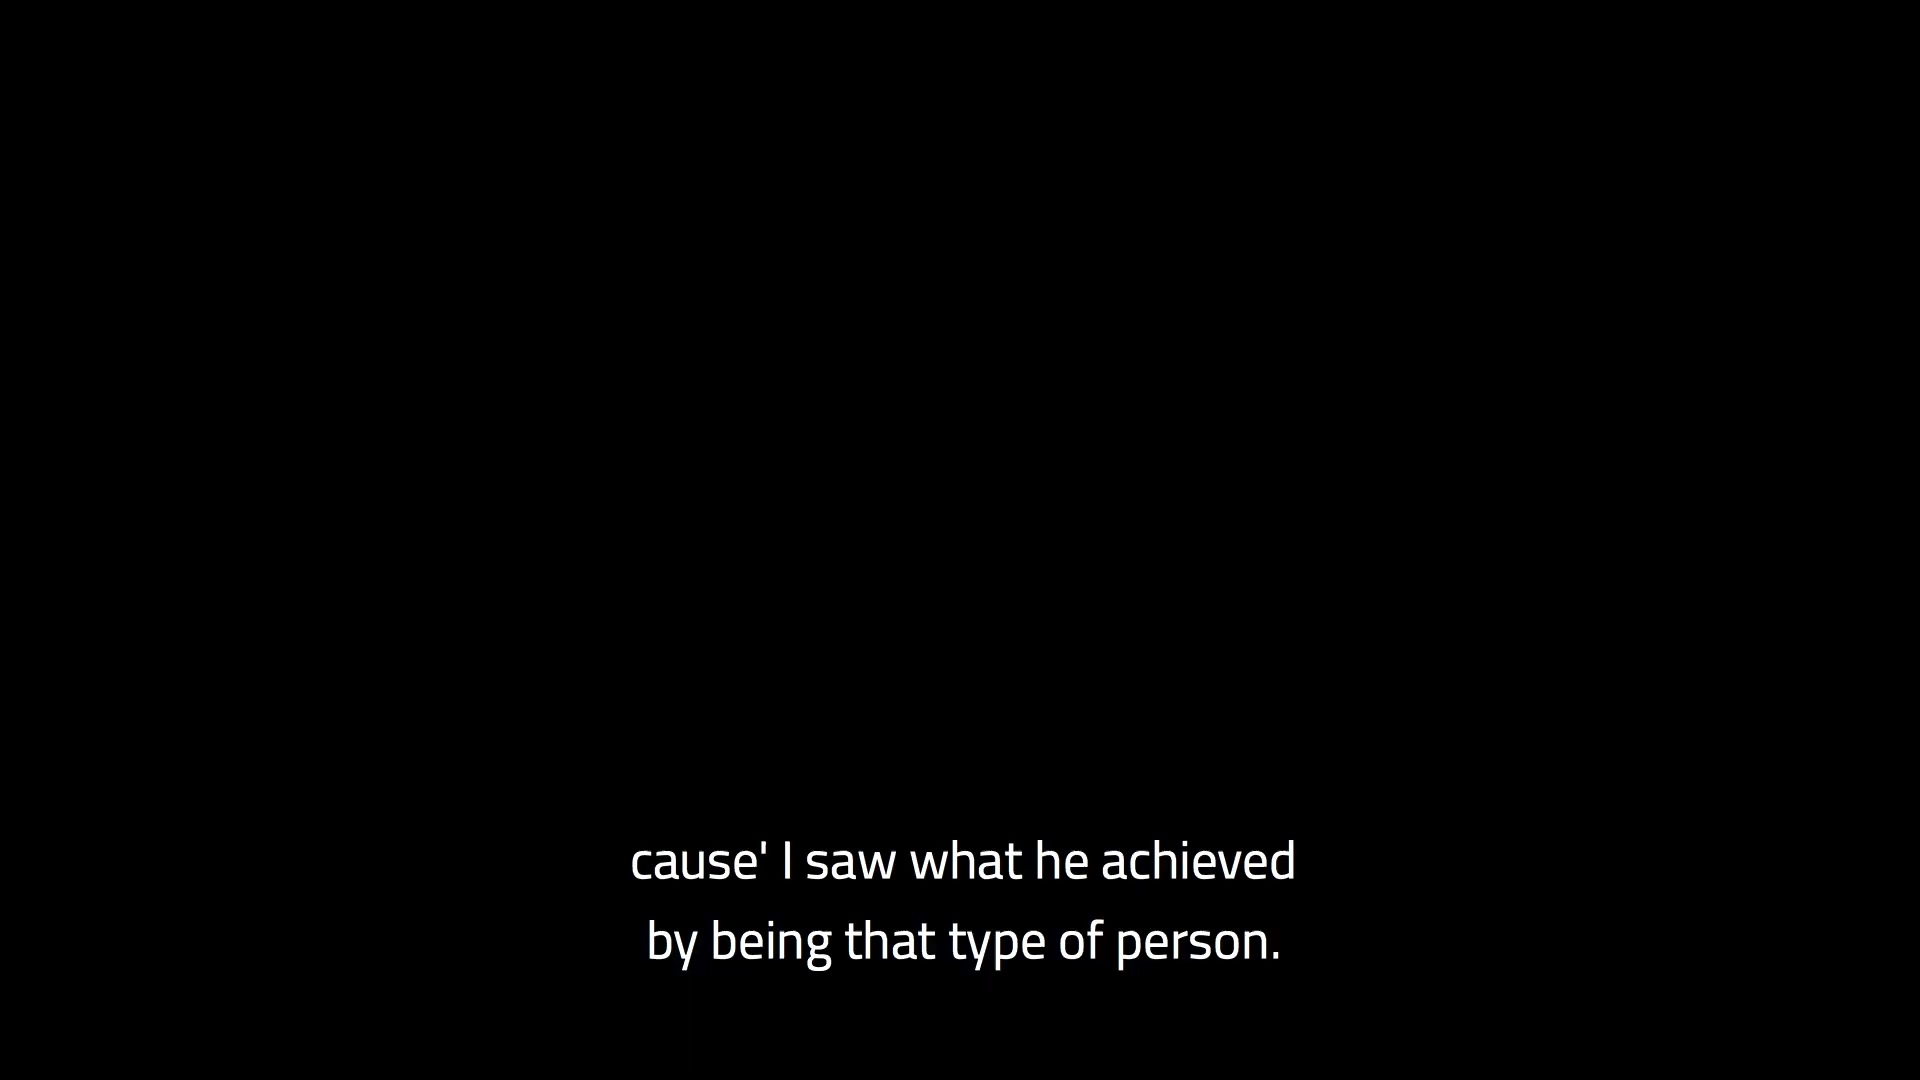 cause' I saw what he achieved
by being that type of person.